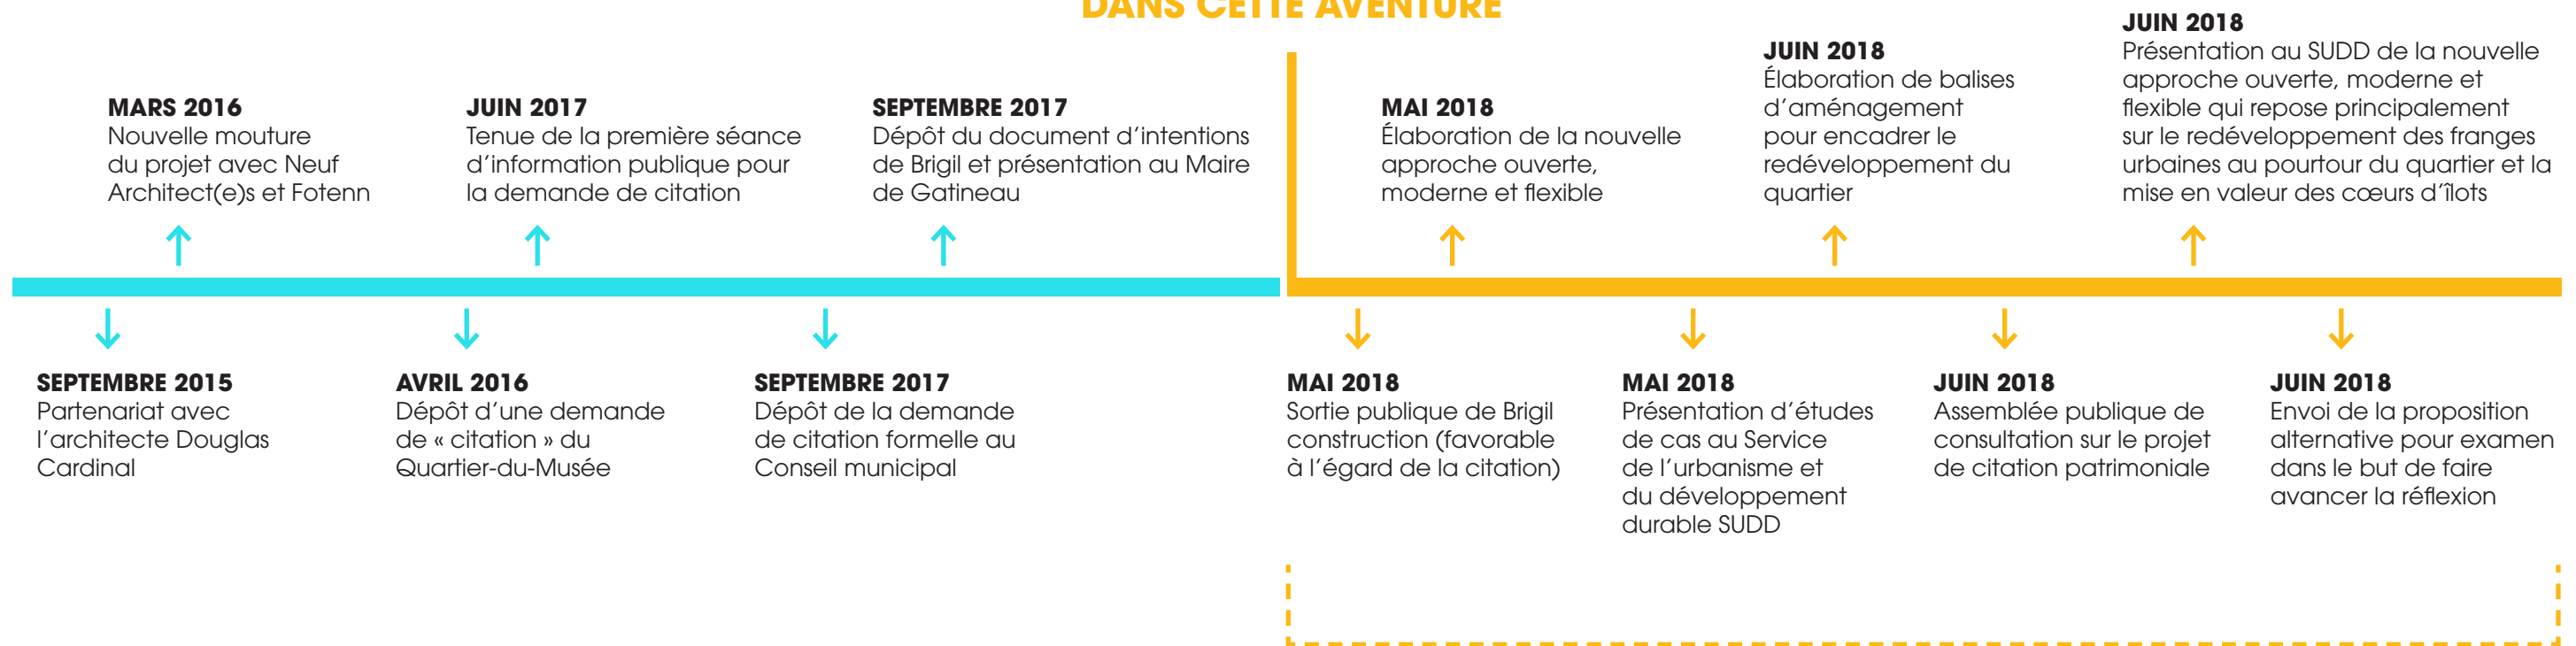 DANS CETTE AVENTURE
MARS 2016
Nouvelle mouture
du projet avec Neuf
Architect(e)s et Fotenn
JUIN 2017
Tenue de la première séance
d’information publique pour
la demande de citation
SEPTEMBRE 2017
Dépôt du document d’intentions
de Brigil et présentation au Maire
de Gatineau
MAI 2018
Élaboration de la nouvelle
approche ouverte,
moderne et flexible
JUIN 2018
Élaboration de balises
d’aménagement
pour encadrer le
redéveloppement du
quartier
JUIN 2018
Présentation au SUDD de la nouvelle
approche ouverte, moderne et
flexible qui repose principalement
sur le redéveloppement des franges
urbaines au pourtour du quartier et la
mise en valeur des cœurs d’îlots
SEPTEMBRE 2015
Partenariat avec
l’architecte Douglas
Cardinal
AVRIL 2016
Dépôt d’une demande
de « citation » du
Quartier-du-Musée
SEPTEMBRE 2017
Dépôt de la demande
de citation formelle au
Conseil municipal
MAI 2018
Sortie publique de Brigil
construction (favorable
à l’égard de la citation)
MAI 2018
Présentation d’études
de cas au Service
de l’urbanisme et
du développement
durable SUDD
JUIN 2018
Assemblée publique de
consultation sur le projet
de citation patrimoniale
JUIN 2018
Envoi de la proposition
alternative pour examen
dans le but de faire
avancer la réflexion